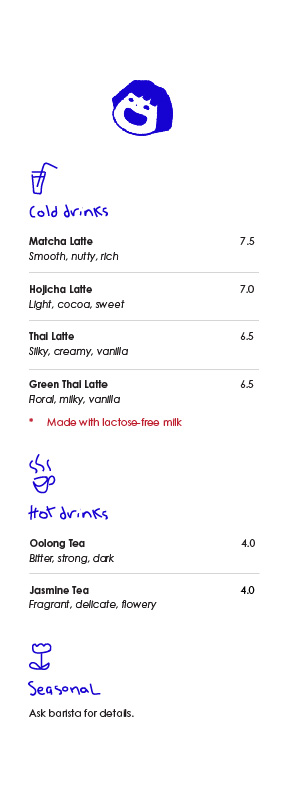 Cold drinks
Matcha Latte 7.5
Smooth, nutty, rich
Hojicha Latte 7.0
Light, cocoa, sweet
Thai Latte 6.5
Silky, creamy, vanilla
Green Thai Latte 6.5
Floral, milky, vanilla
* Made with lactose-free milk
Hot drinks
Oolong Tea 4.0
Bitter, strong, dark
Jasmine Tea 4.0
Fragrant, delicate, flowery
Seasonal
Ask barista for details.